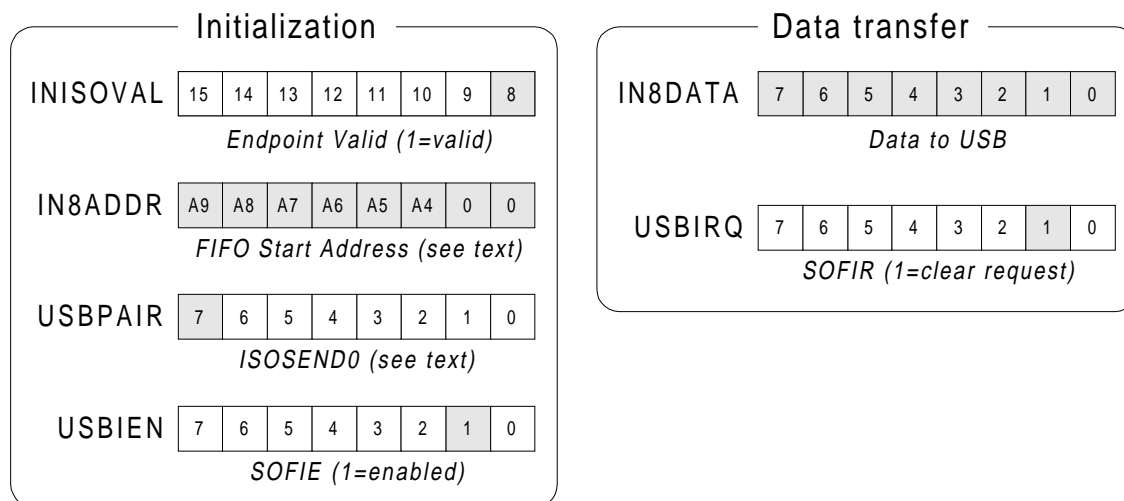 Initialization
INISOVAL 15 14 13 12 11 10 9 8
Endpoint Valid (1=valid)
IN8ADDR A9 A8 A7 A6 A5 A4 0 0
FIFO Start Address (see text)
USBPAIR 7 6 5 4 3 2 1 0
ISOSEND0 (see text)
USBIEN 7 6 5 4 3 2 1 0
SOFIE (1=enabled)
Data transfer
IN8DATA 7 6 5 4 3 2 1 0
Data to USB
USBIRQ 7 6 5 4 3 2 1 0
SOFIR (1=clear request)